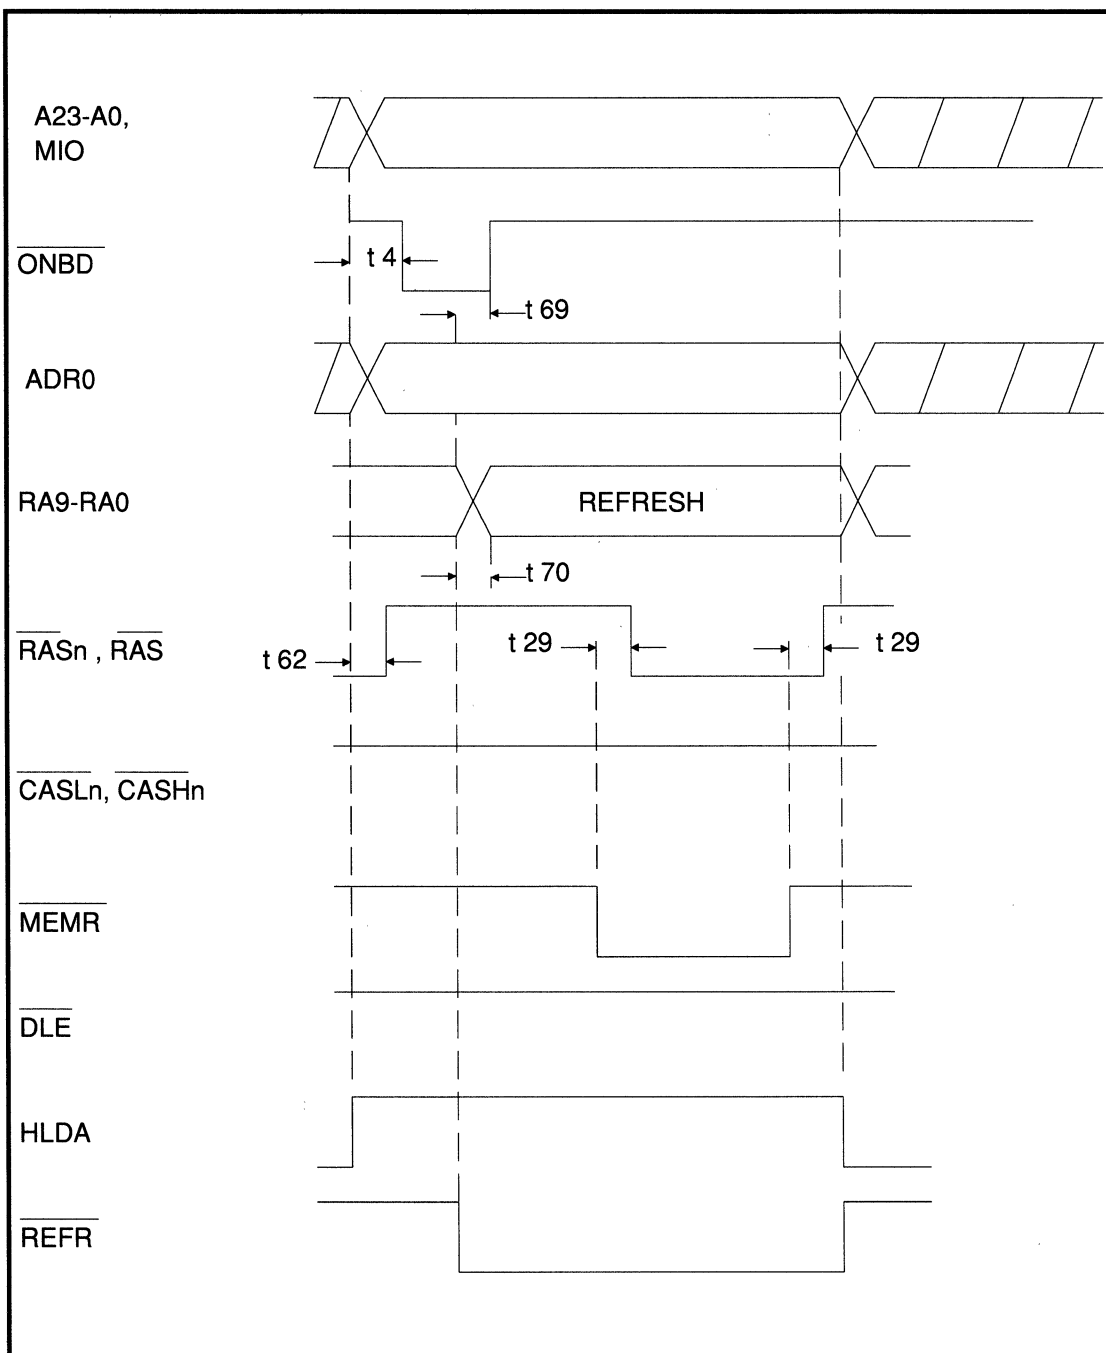 A23-A0,
MIO
ONBD
t 4
t 69
ADR0
RA9-RA0
REFRESH
t 70
RASn , RAS
t 62
t 29
t 29
CASLn, CASHn
MEMR
DLE
HLDA
REFR